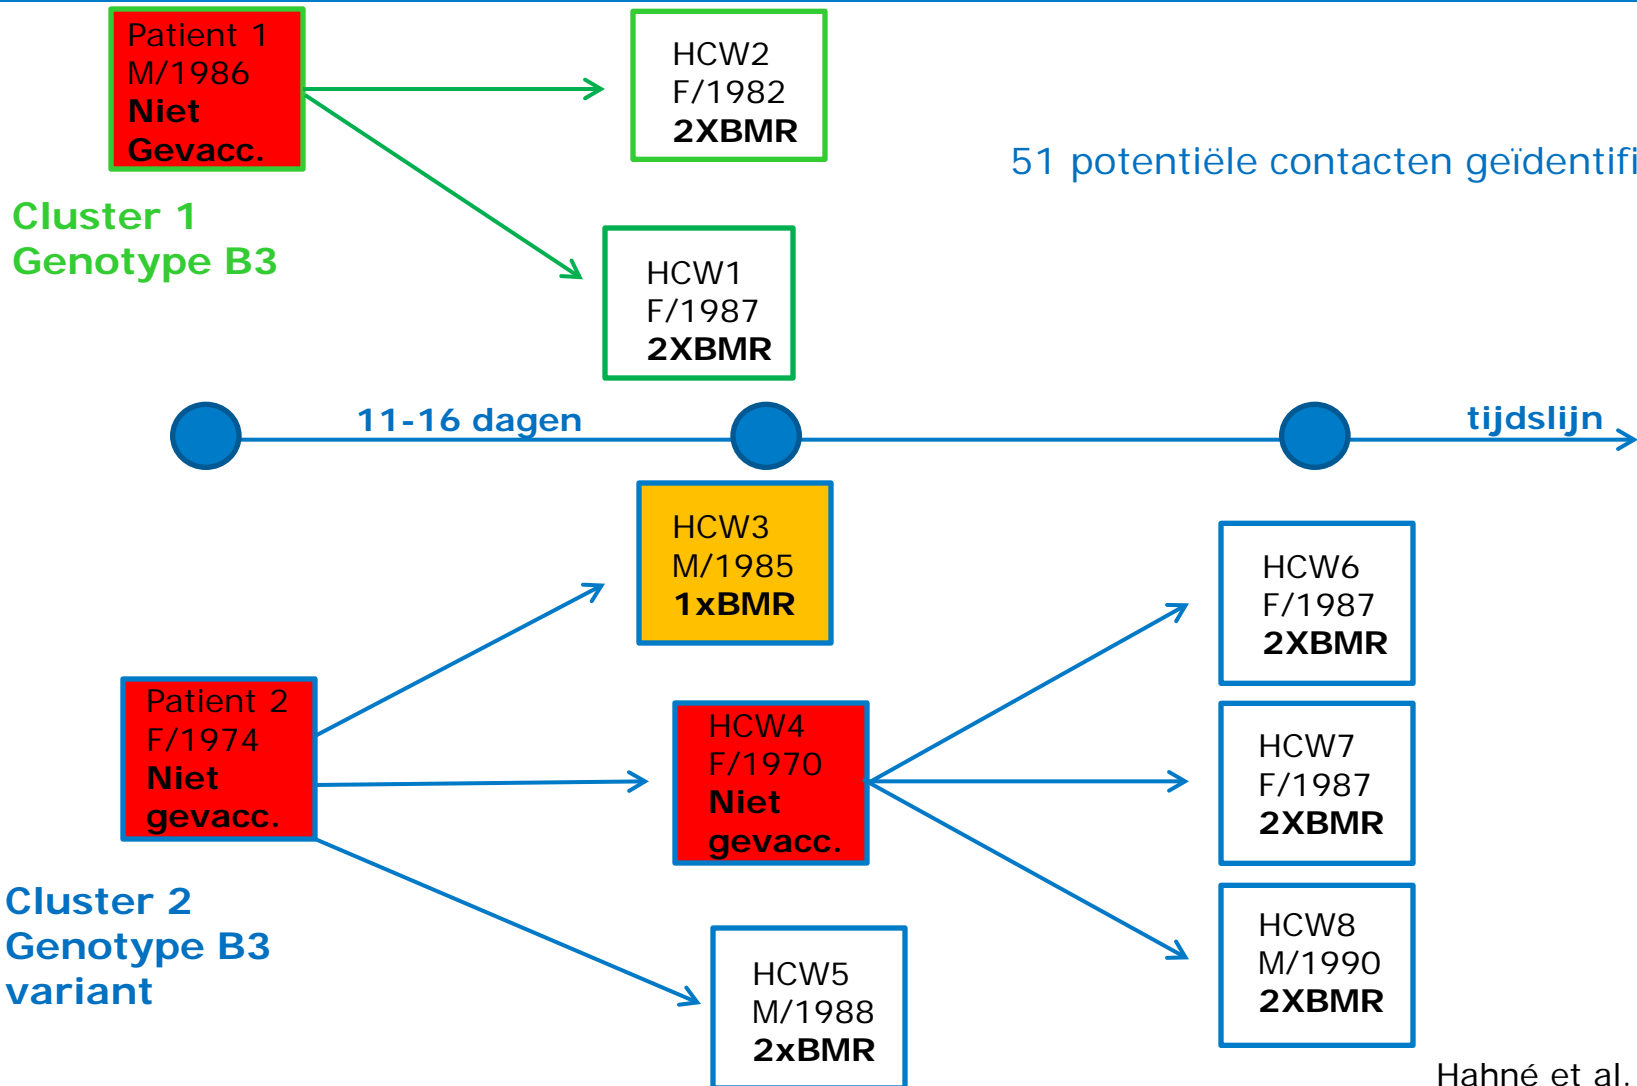 Patient 1
M/1986
Niet
Gevacc.
HCW2
F/1982
2XBMR
51 potentiële contacten geïdentifi
Cluster 1
Genotype B3
HCW1
F/1987
2XBMR
11-16 dagen
tijdslijn
HCW3
M/1985
1xBMR
HCW6
F/1987
2XBMR
Patient 2
F/1974
Niet
gevacc.
HCW4
F/1970
Niet
gevacc.
HCW7
F/1987
2XBMR
Cluster 2
Genotype B3
variant
HCW5
M/1988
2xBMR
HCW8
M/1990
2XBMR
Hahné et al.